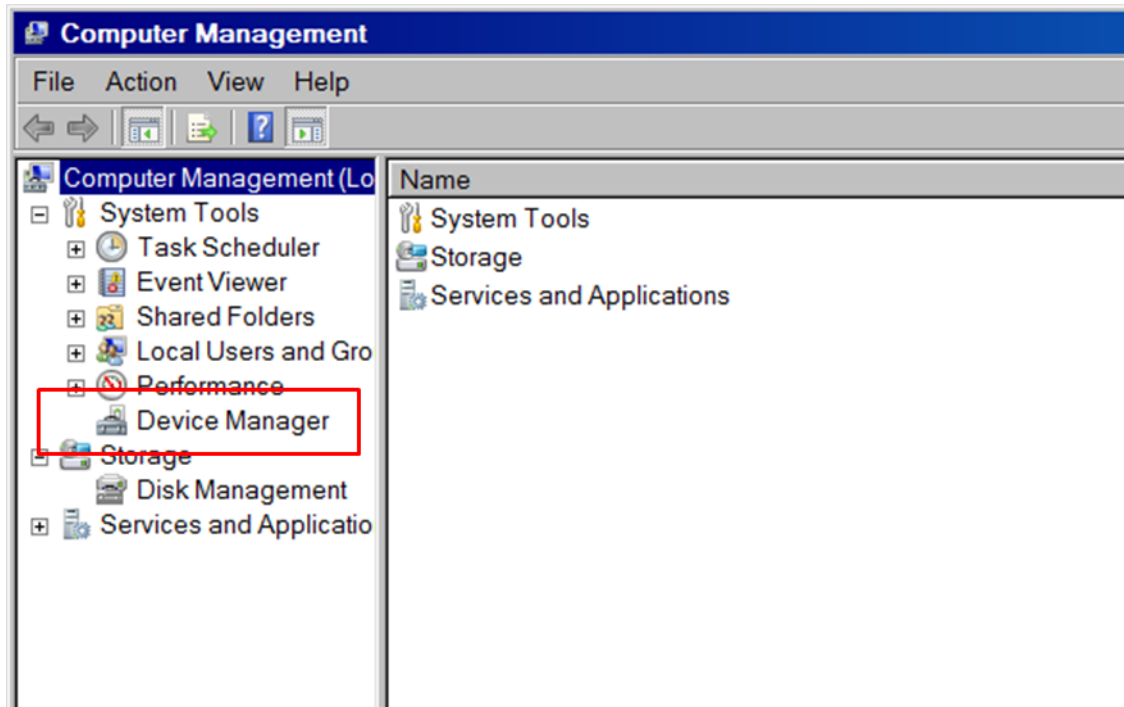 Computer Management
File Action View Help
Computer Management (Lo
System Tools
Task Scheduler
Event Viewer
Shared Folders
Local Users and Gro
Performance
Device Manager
Storage
Disk Management
Services and Applicatio
Name
System Tools
Storage
Services and Applications